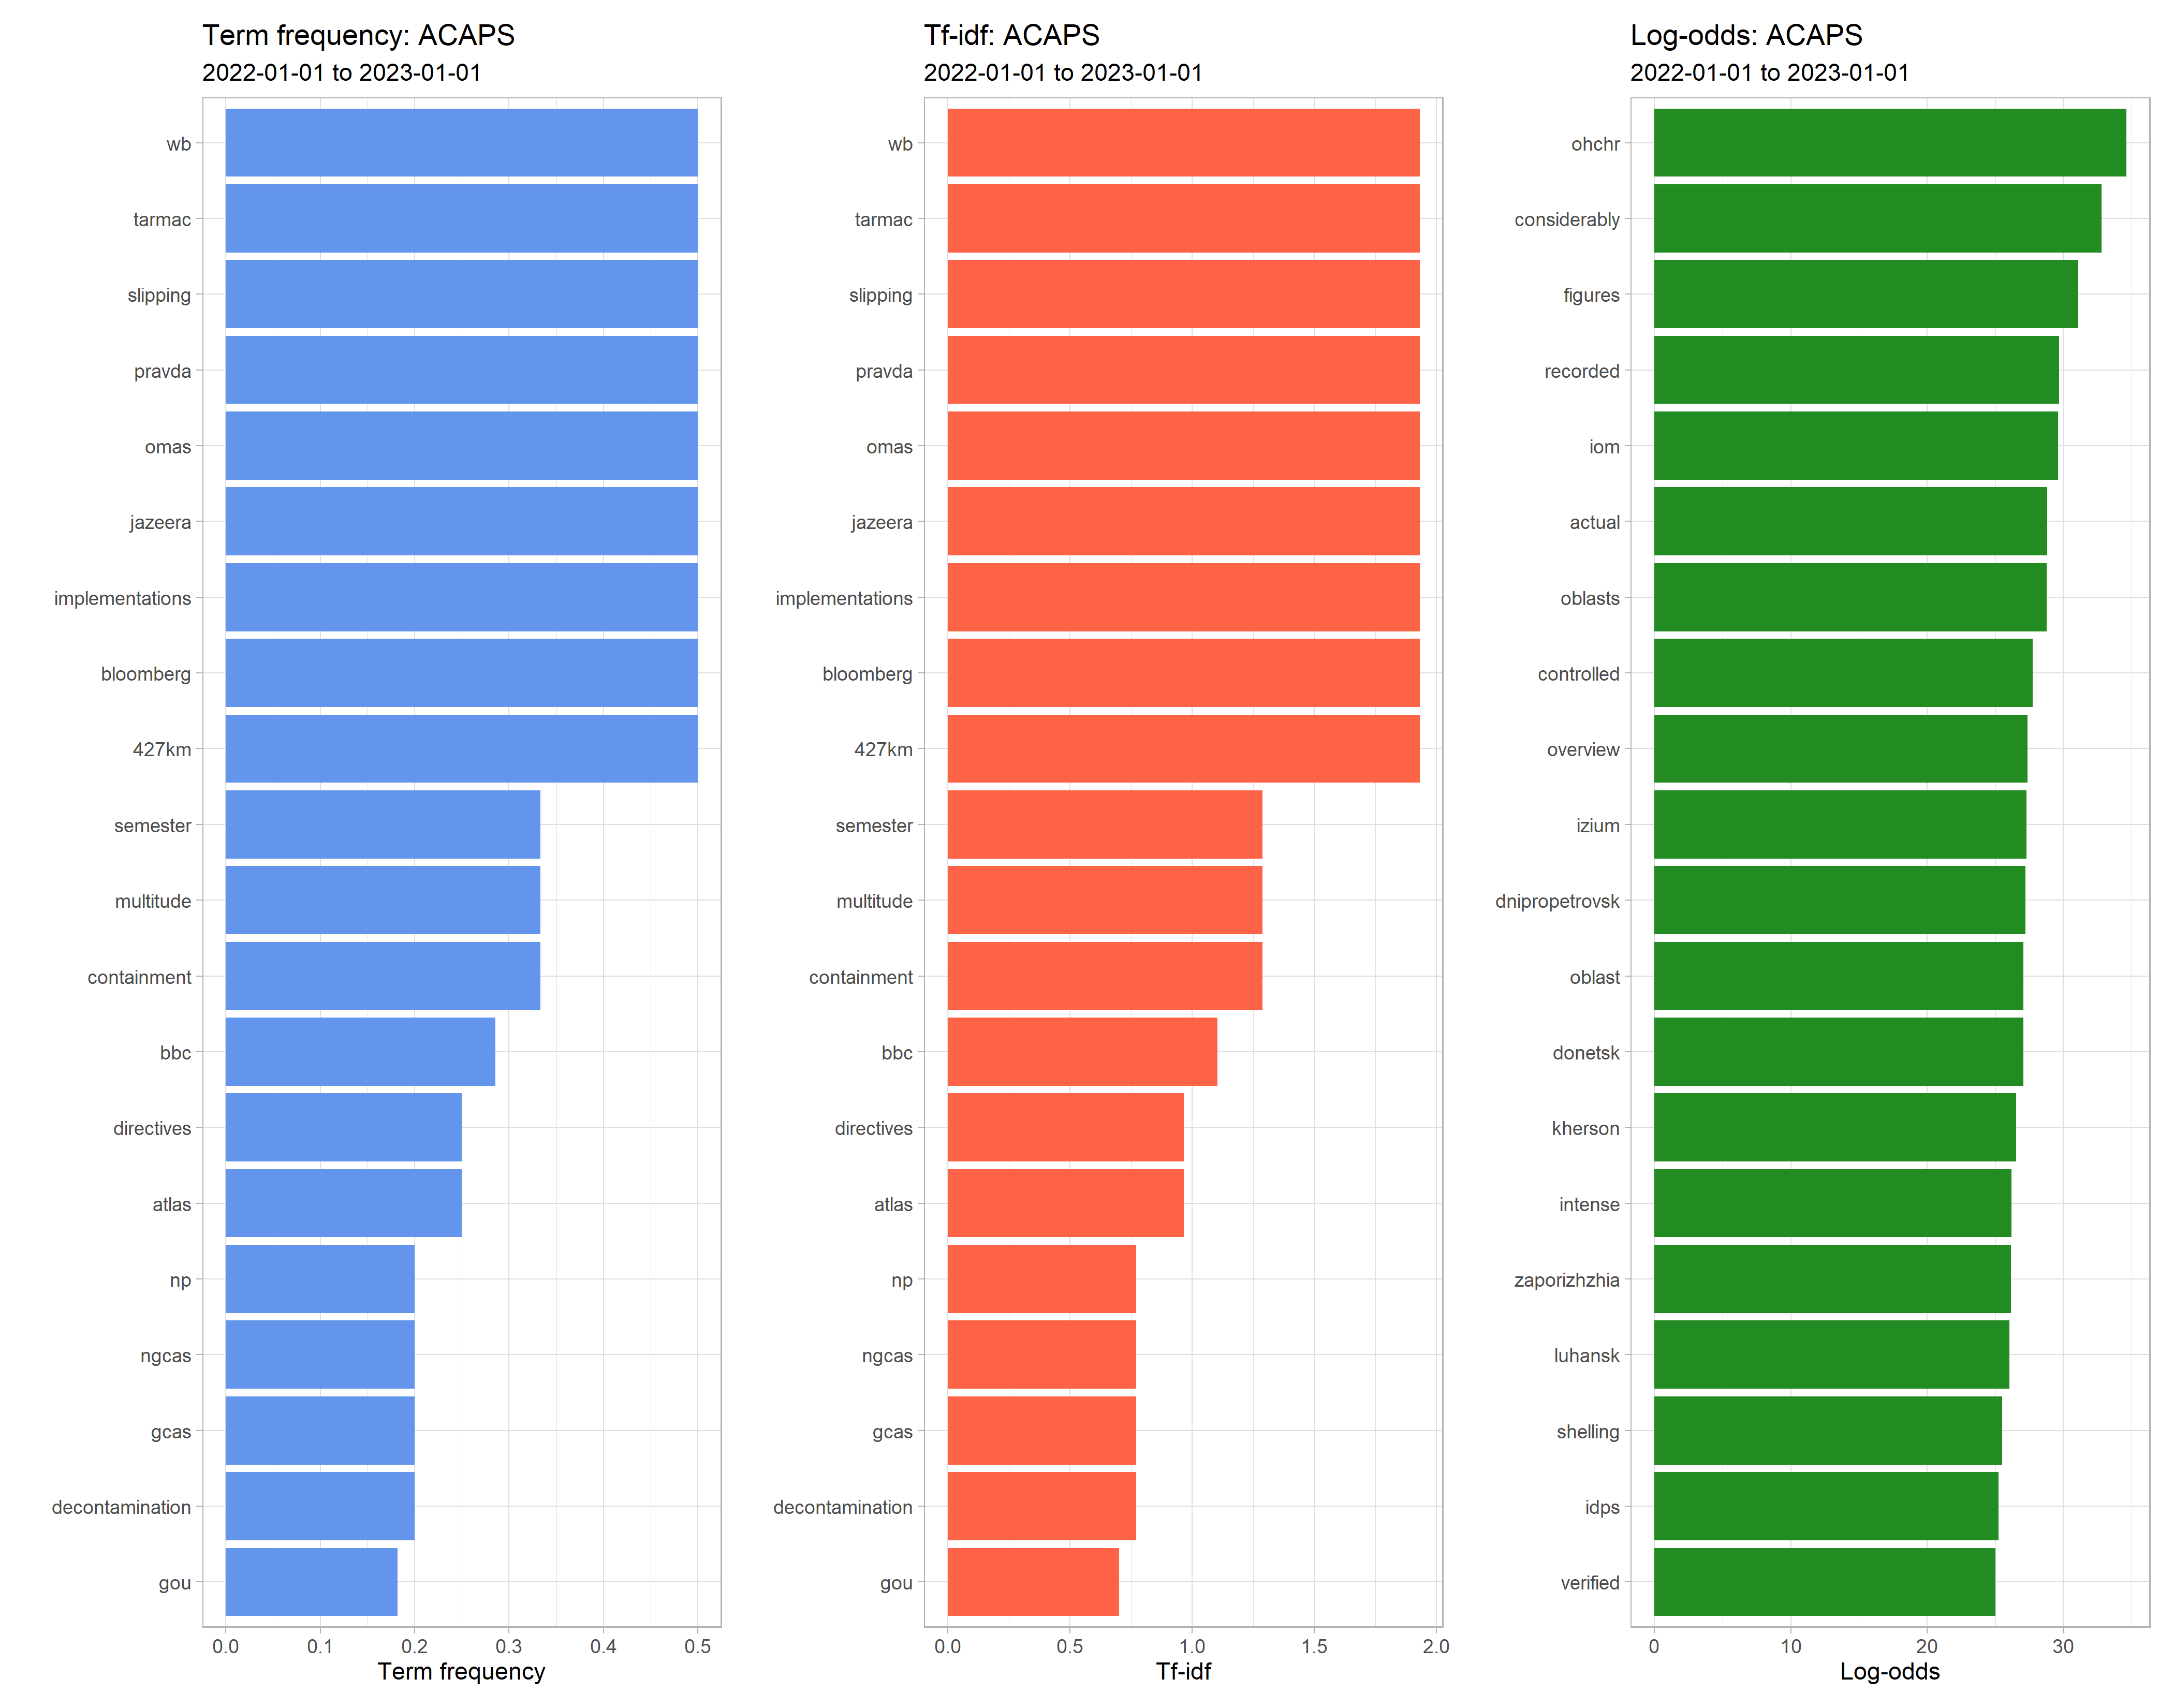 Term frequency: ACAPS
2022-01-01 to 2023-01-01
wb
tarmac
slipping
pravda
omas
jazeera
implementations
bloomberg
427km
semester
multitude
containment
bbc
directives
atlas
np
ngcas
gcas
decontamination
gou
0.0 0.1 0.2 0.3 0.4 0.5
Term frequency
Tf-idf: ACAPS
2022-01-01 to 2023-01-01
wb
tarmac
slipping
pravda
omas
jazeera
implementations
bloomberg
427km
semester
multitude
containment
bbc
directives
atlas
np
ngcas
gcas
decontamination
gou
0.0 0.5 1.0 1.5 2.0
Tf-idf
Log-odds: ACAPS
2022-01-01 to 2023-01-01
ohchr
considerably
figures
recorded
iom
actual
oblasts
controlled
overview
izium
dnipropetrovsk
oblast
donetsk
kherson
intense
zaporizhzhia
luhansk
shelling
idps
verified
0 10 20 30
Log-odds